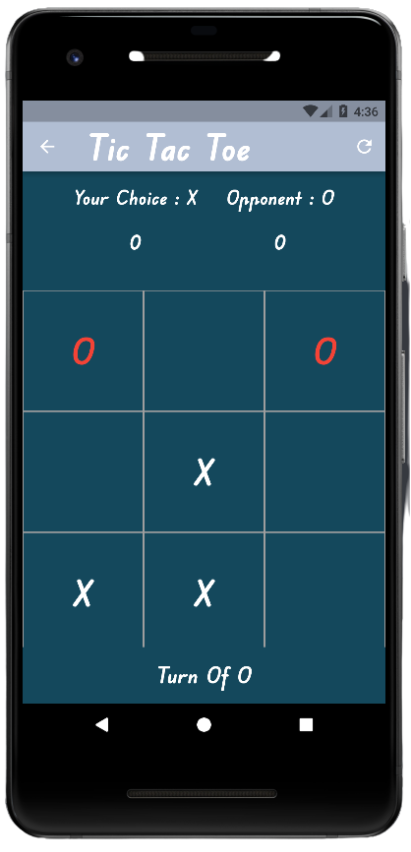 4:36
Tic Tac Toe
Your Choice : X Opponent : O
0 0
O O
X
X X
Turn Of O